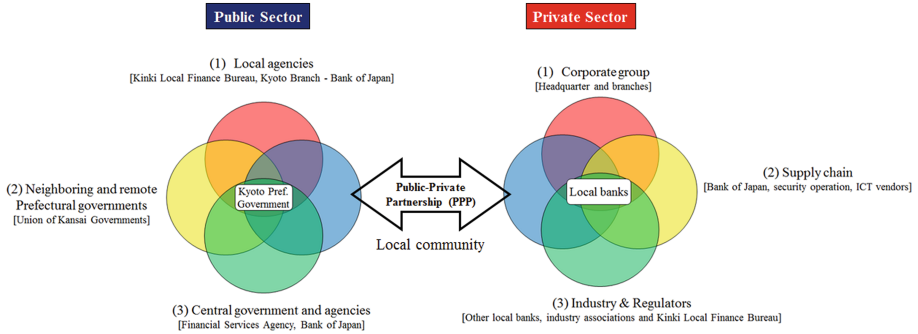 Public Sector
Private Sector
(1) Local agencies
[Kinki Local Finance Bureau, Kyoto Branch - Bank of Japan]
(1) Corporate group
[Headquarter and branches]
(2) Neighboring and remote
Prefectural governments
[Union of Kansai Governments]
Kyoto Pref.
Government
Public-Private
Partnership (PPP)
Local community
Local banks
(2) Supply chain
[Bank of Japan, security operation, ICT vendors]
(3) Central government and agencies
[Financial Services Agency, Bank of Japan]
(3) Industry & Regulators
[Other local banks, industry associations and Kinki Local Finance Bureau]